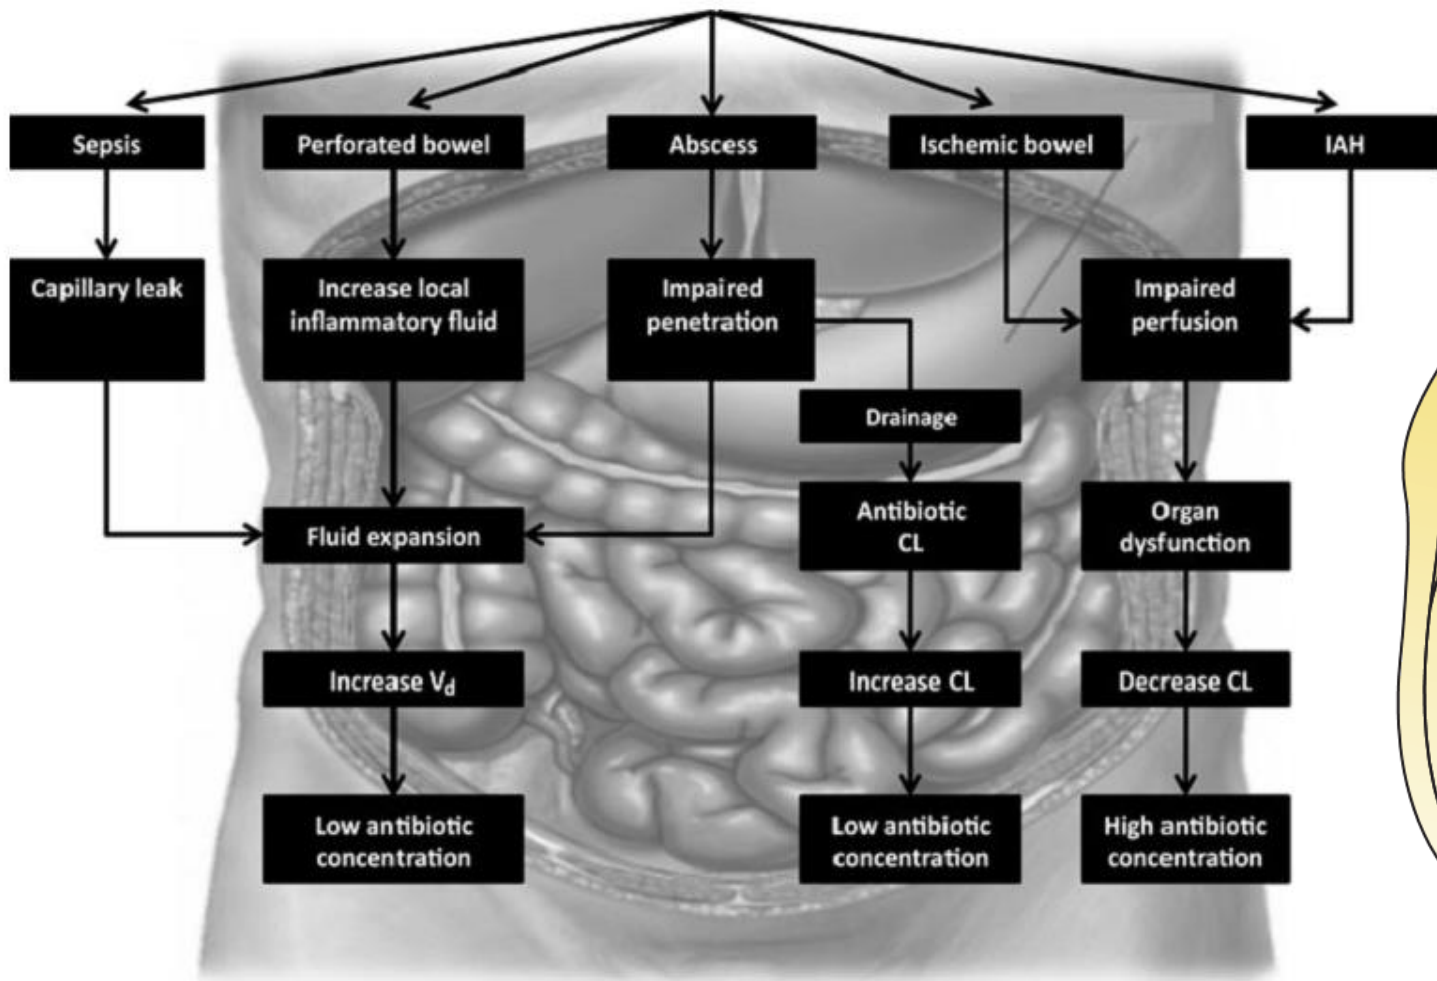 Sepsis
Perforated bowel
Abscess
Ischemic bowel
IAH
Capillary leak
Increase local
inflammatory fluid
Impaired
penetration
Impaired
perfusion
Drainage
Fluid expansion
Antibiotic
CL
Organ
dysfunction
Increase Vd
Increase CL
Decrease CL
Low antibiotic
concentration
Low antibiotic
concentration
High antibiotic
concentration